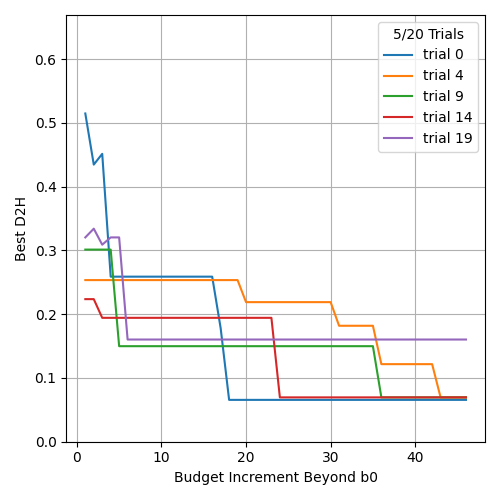 5/20 Trials
trial 0
trial 4
trial 9
trial 14
trial 19
Best D2H
0.6
0.5
0.4
0.3
0.2
0.1
0.0
0 10 20 30 40
Budget Increment Beyond b0